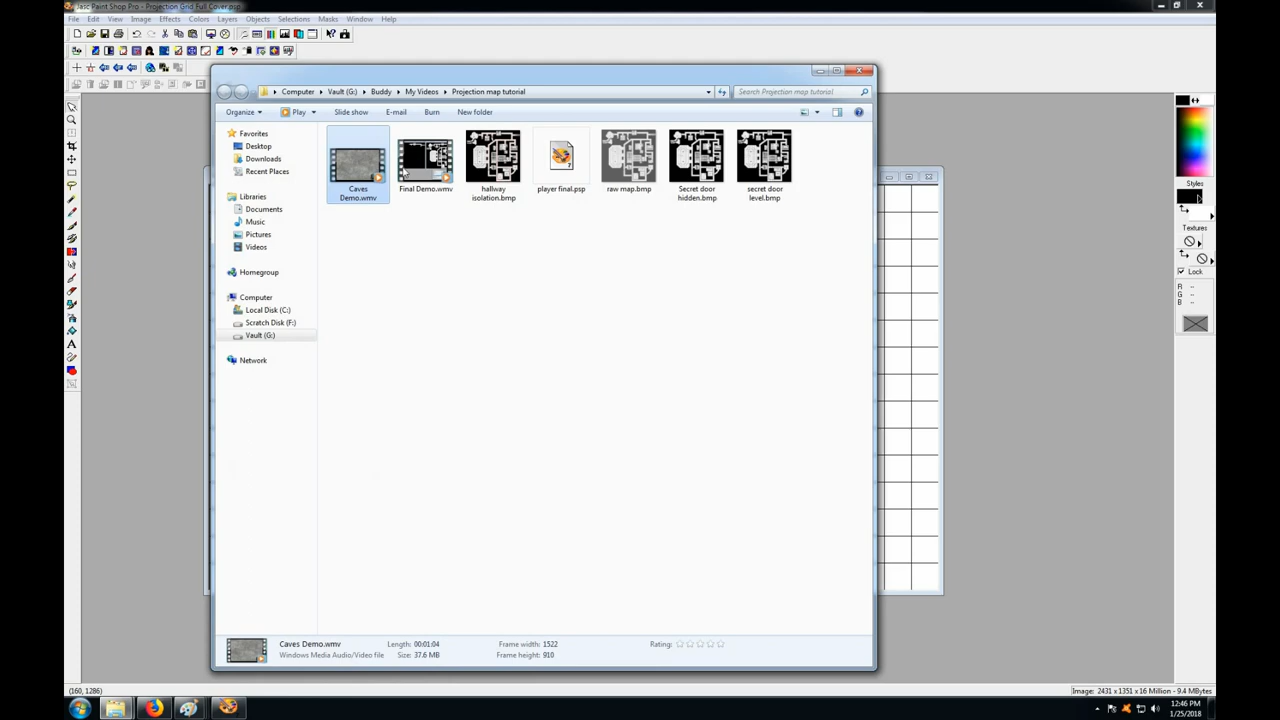 Jasc Paint Shop Pro - Projection Grid Full Cover.psp
File Edit View Image Effects Colors Layers Objects Selections Masks Window Help
Computer Vault (G:) Buddy My Videos Projection map tutorial
Search Projection map tutorial
Organize Play Slide show E-mail Burn New folder
Favorites
Desktop
Downloads
Recent Places
Libraries
Documents
Music
Pictures
Videos
Homegroup
Computer
Local Disk (C:)
Scratch Disk (F:)
Vault (G:)
Network
Caves
Demo.wmv
Final Demo.wmv
hallway
isolation.bmp
player final.psp
raw map.bmp
Secret door
hidden.bmp
secret door
level.bmp
Styles
Textures
Lock
R --
G --
B --
Caves Demo.wmv Length: 00:01:04 Frame width: 1522 Rating:
Windows Media Audio/Video file Size: 37.6 MB Frame height: 910
(160, 1286)
Image: 2431 x 1351 x 16 Million - 9.4 MBytes
12:46 PM
1/25/2018